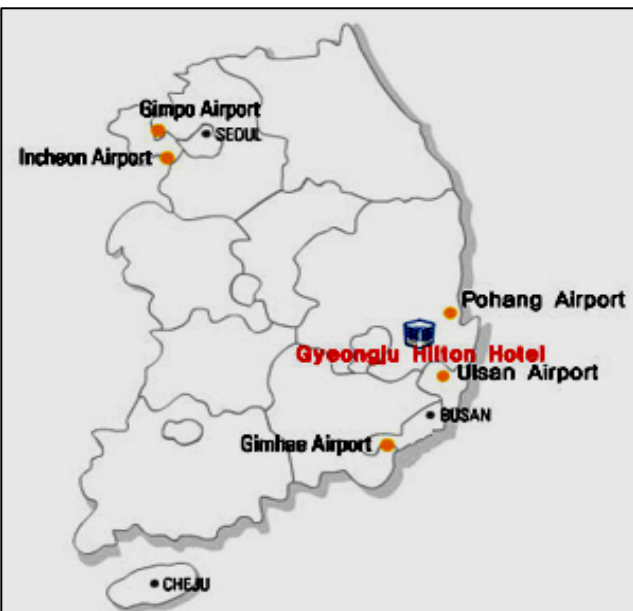 Gimpo Airport
SEOUL
Incheon Airport
Pohang Airport
Gyeongju Hilton Hotel
Ulsan Airport
BUSAN
Gimhae Airport
CHEJU